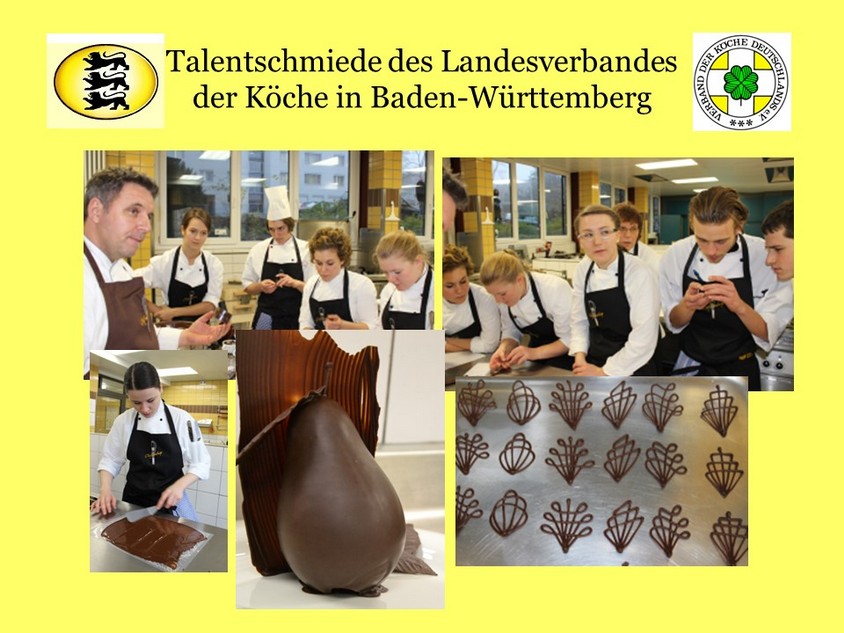 Talentschmiede des Landesverbandes
der Köche in Baden-Württemberg
VERBAND DER KÖCHE DEUTSCHLANDS e.V.
***